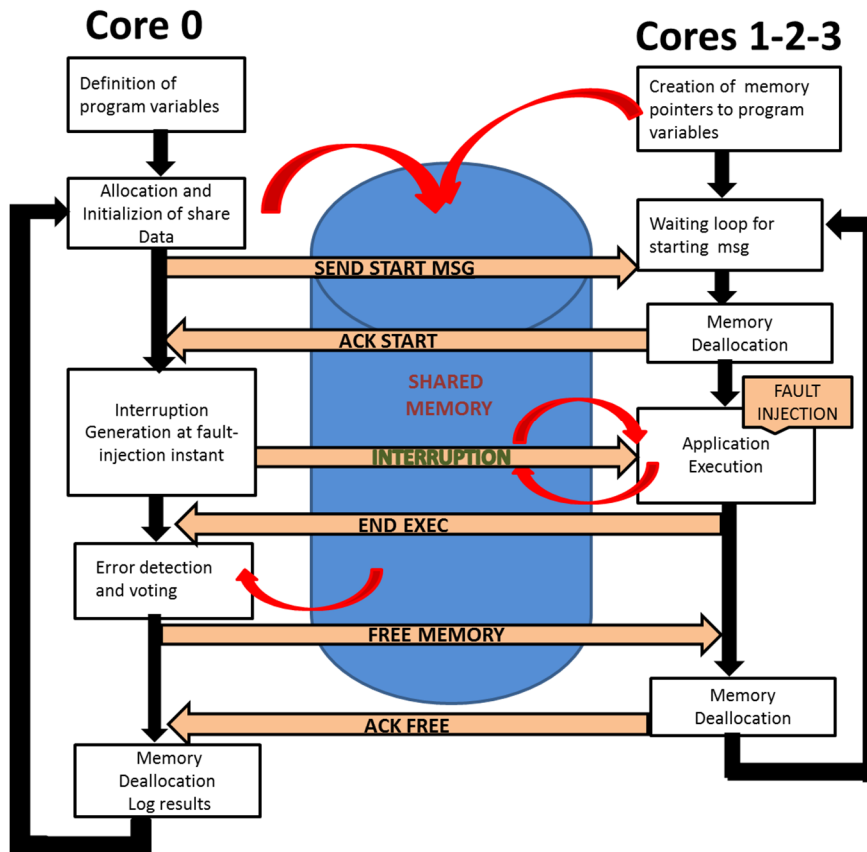 Core 0
Cores 1-2-3
Definition of
program variables
Creation of memory
pointers to program
variables
Allocation and
Initializion of share
Data
Waiting loop for
starting msg
SEND START MSG
Memory
Deallocation
ACK START
SHARED
MEMORY
FAULT
INJECTION
Interruption
Generation at fault-
injection instant
INTERRUPTION
Application
Execution
END EXEC
Error detection
and voting
FREE MEMORY
Memory
Deallocation
ACK FREE
Memory
Deallocation
Log results